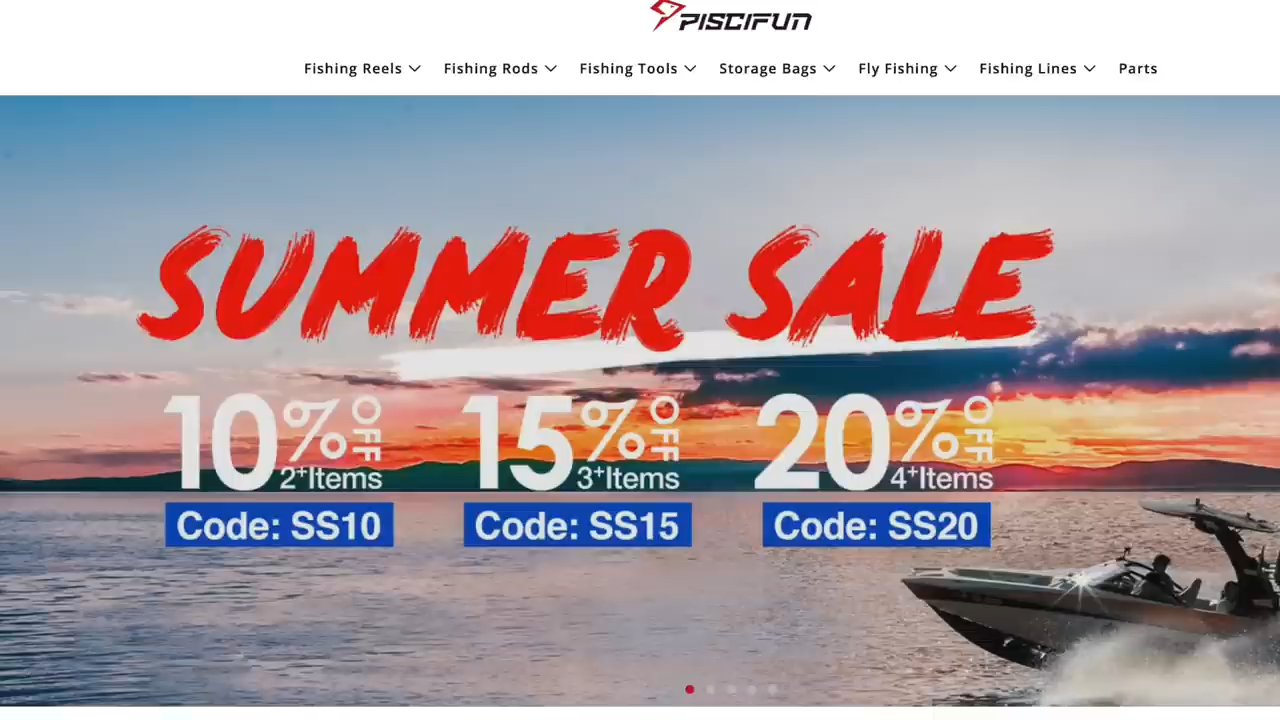 PISCIFUN
Fishing Reels Fishing Rods Fishing Tools Storage Bags Fly Fishing Fishing Lines Parts
SUMMER SALE
10% OFF 2+Items 15% OFF 3+Items 20% OFF 4+Items
Code: SS10 Code: SS15 Code: SS20